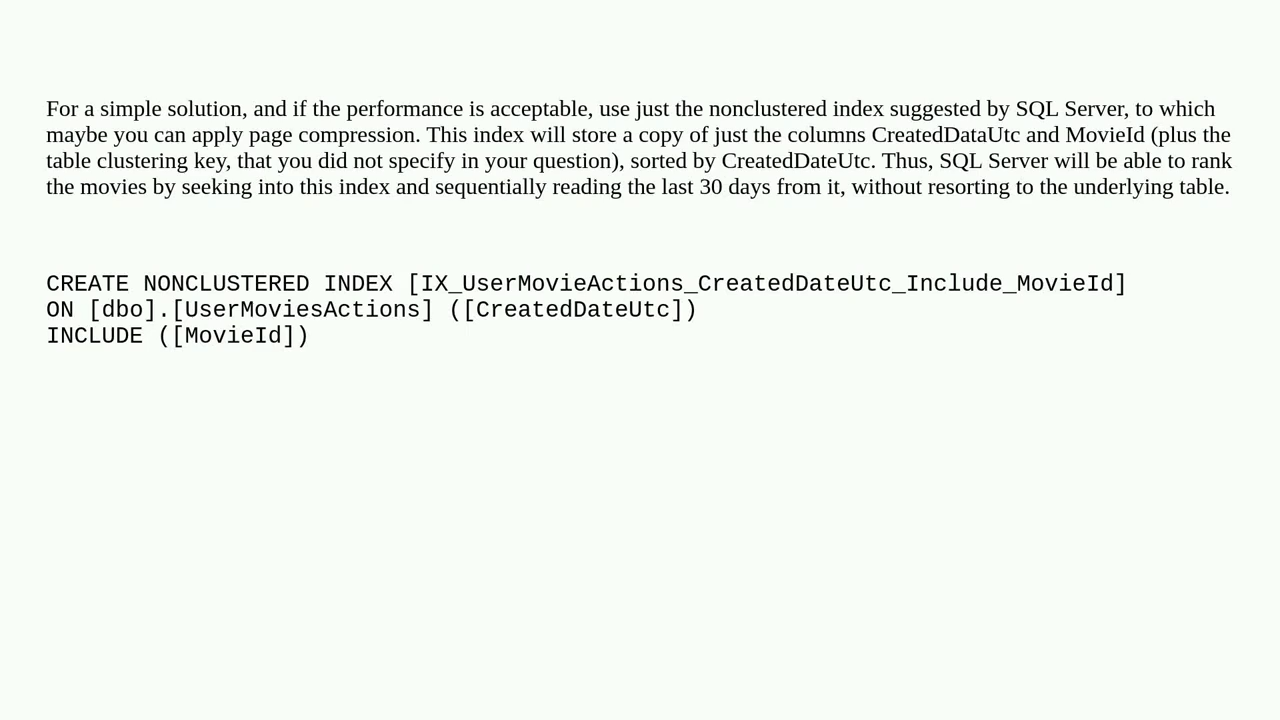 For a simple solution, and if the performance is acceptable, use just the nonclustered index suggested by SQL Server, to which
maybe you can apply page compression. This index will store a copy of just the columns CreatedDataUtc and MovieId (plus the
table clustering key, that you did not specify in your question), sorted by CreatedDateUtc. Thus, SQL Server will be able to rank
the movies by seeking into this index and sequentially reading the last 30 days from it, without resorting to the underlying table.
CREATE NONCLUSTERED INDEX [IX_UserMovieActions_CreatedDateUtc_Include_MovieId]
ON [dbo].[UserMoviesActions] ([CreatedDateUtc])
INCLUDE ([MovieId])